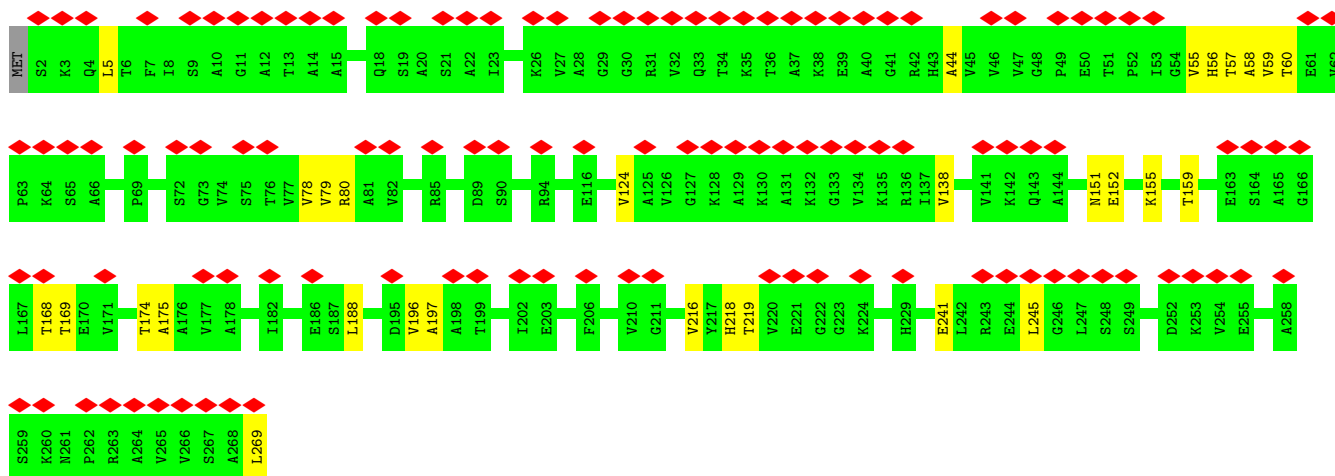 MET S2 K3 Q4 L5 T6 F7 I8 S9 A10 G11 A12 T13 A14 A15 Q18 S19 A20 S21 A22 I23 K26 V27 A28 G29 G30 R31 V32 Q33 T34 K35 T36 A37 K38 E39 A40 G41 R42 H43 A44 V45 V46 V47 G48 P49 E50 T51 P52 I53 G54 V55 H56 T57 A58 V59 T60 E61
P63 K64 S65 A66 P69 S72 G73 V74 S75 T76 V77 V78 V79 R80 A81 V82 R85 D89 S90 R94 E116 V124 A125 V126 G127 K128 A129 K130 A131 K132 G133 V134 K135 R136 I137 V138 V141 K142 Q143 A144 N151 E152 K155 T159 E163 S164 A165 G166
L167 T168 T169 E170 V171 T174 A175 A176 V177 A178 I182 E186 S187 L188 D195 V196 A197 A198 T199 I202 E203 F206 V210 G211 V216 V217 H218 T219 V220 E221 G222 G223 K224 H229 E241 L242 R243 E244 L245 G246 L247 S248 S249 D252 K253 V254 E255 A258
S259 K260 N261 P262 R263 A264 V265 V266 S267 A268 L269